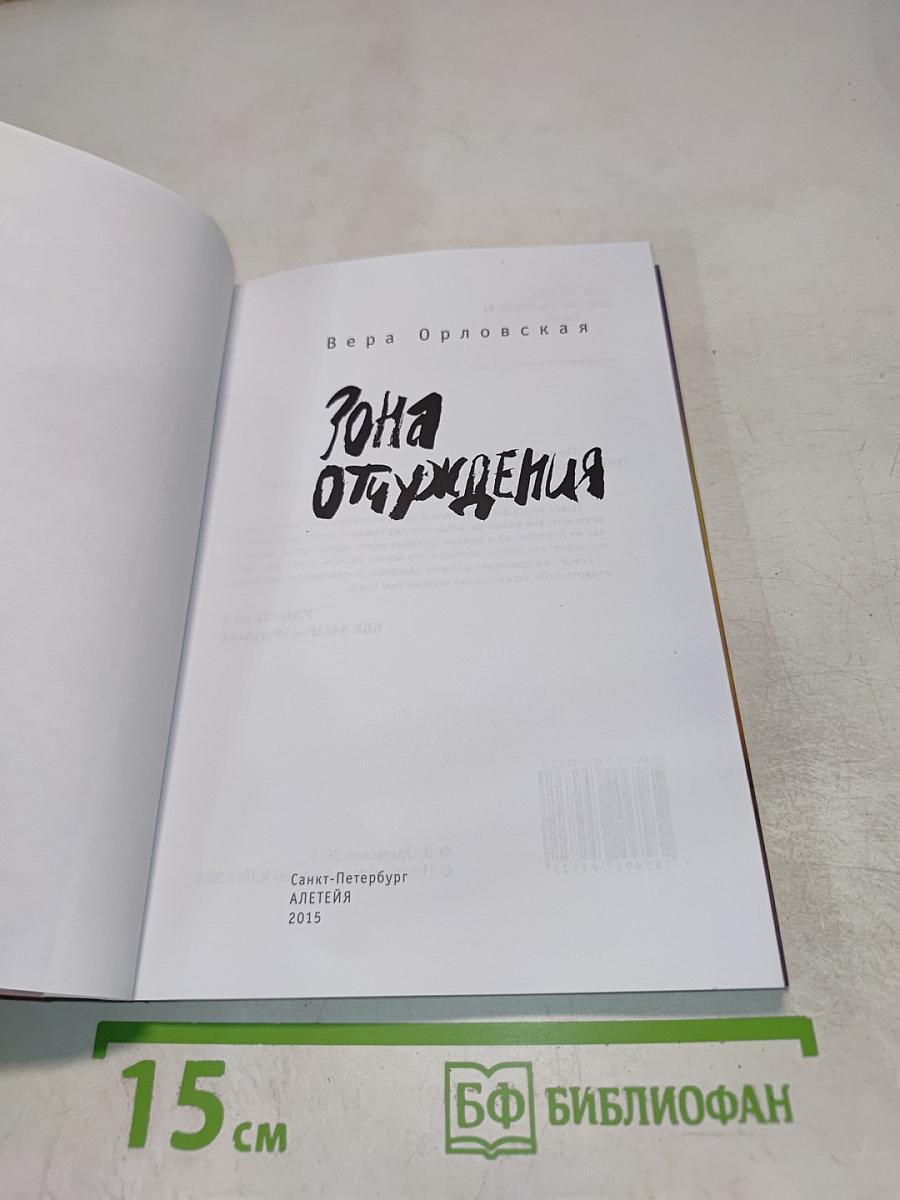 Вера Орловская
Зона
отчуждения
Санкт-Петербург
АЛЕТЕЙЯ
2015
15 см
БФ БИБЛИОФАН